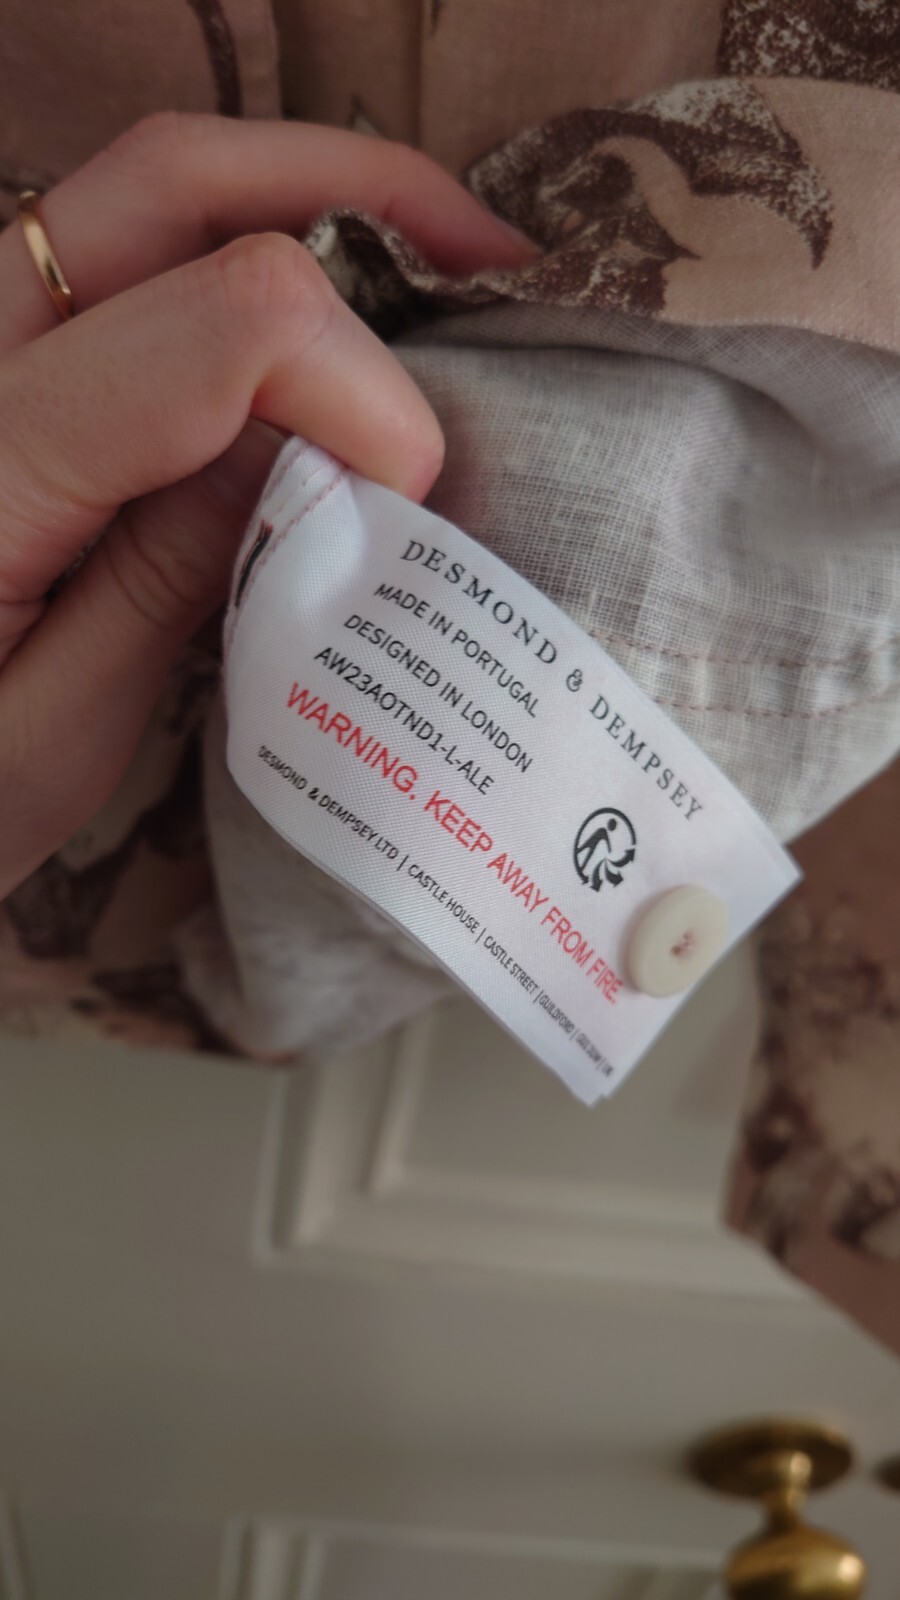 DESMOND & DEMPSEY
MADE IN PORTUGAL
DESIGNED IN LONDON
AW23AOTND1-L-ALE
WARNING. KEEP AWAY FROM FIRE.
DESMOND & DEMPSEY LTD | CASTLE HOUSE | CASTLE STREET | GUILDFORD | | UK